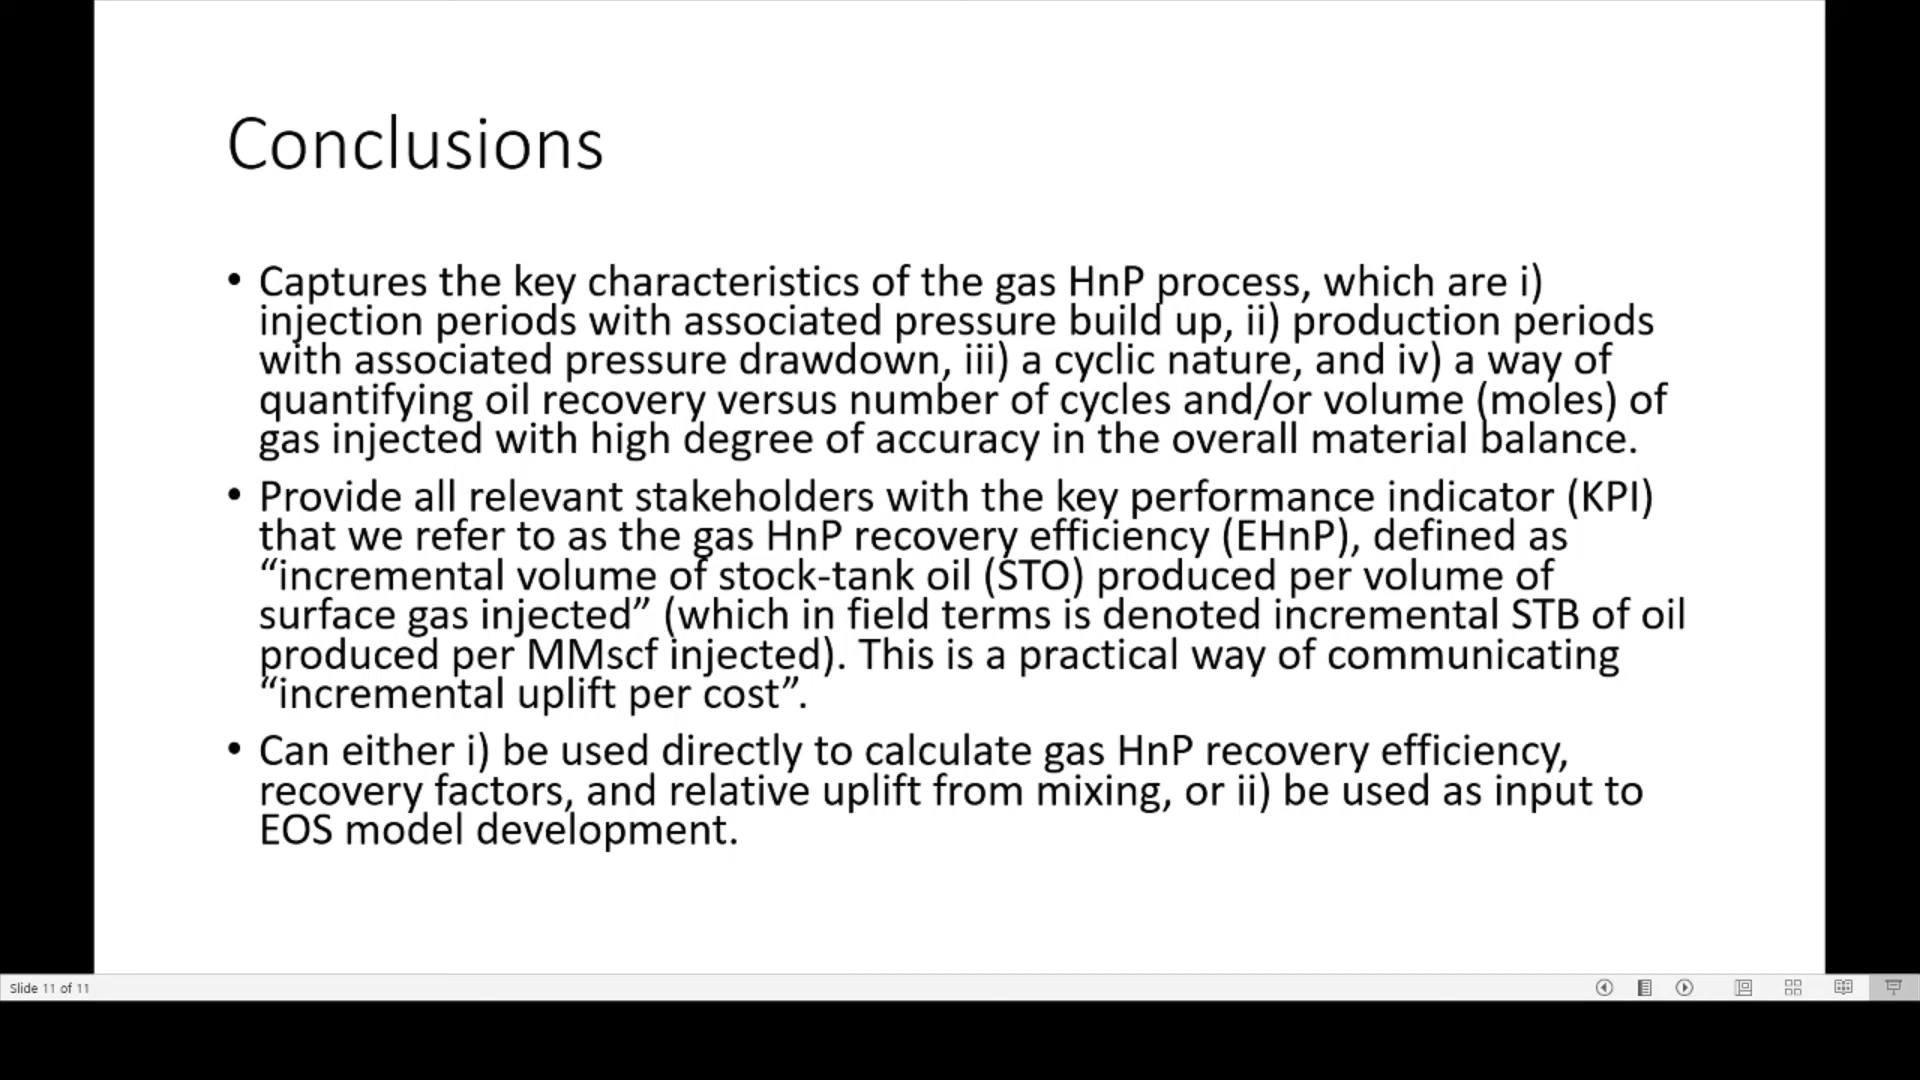 Conclusions
• Captures the key characteristics of the gas HnP process, which are i)
injection periods with associated pressure build up, ii) production periods
with associated pressure drawdown, iii) a cyclic nature, and iv) a way of
quantifying oil recovery versus number of cycles and/or volume (moles) of
gas injected with high degree of accuracy in the overall material balance.
• Provide all relevant stakeholders with the key performance indicator (KPI)
that we refer to as the gas HnP recovery efficiency (EHnP), defined as
“incremental volume of stock-tank oil (STO) produced per volume of
surface gas injected” (which in field terms is denoted incremental STB of oil
produced per MMscf injected). This is a practical way of communicating
“incremental uplift per cost”.
• Can either i) be used directly to calculate gas HnP recovery efficiency,
recovery factors, and relative uplift from mixing, or ii) be used as input to
EOS model development.
Slide 11 of 11